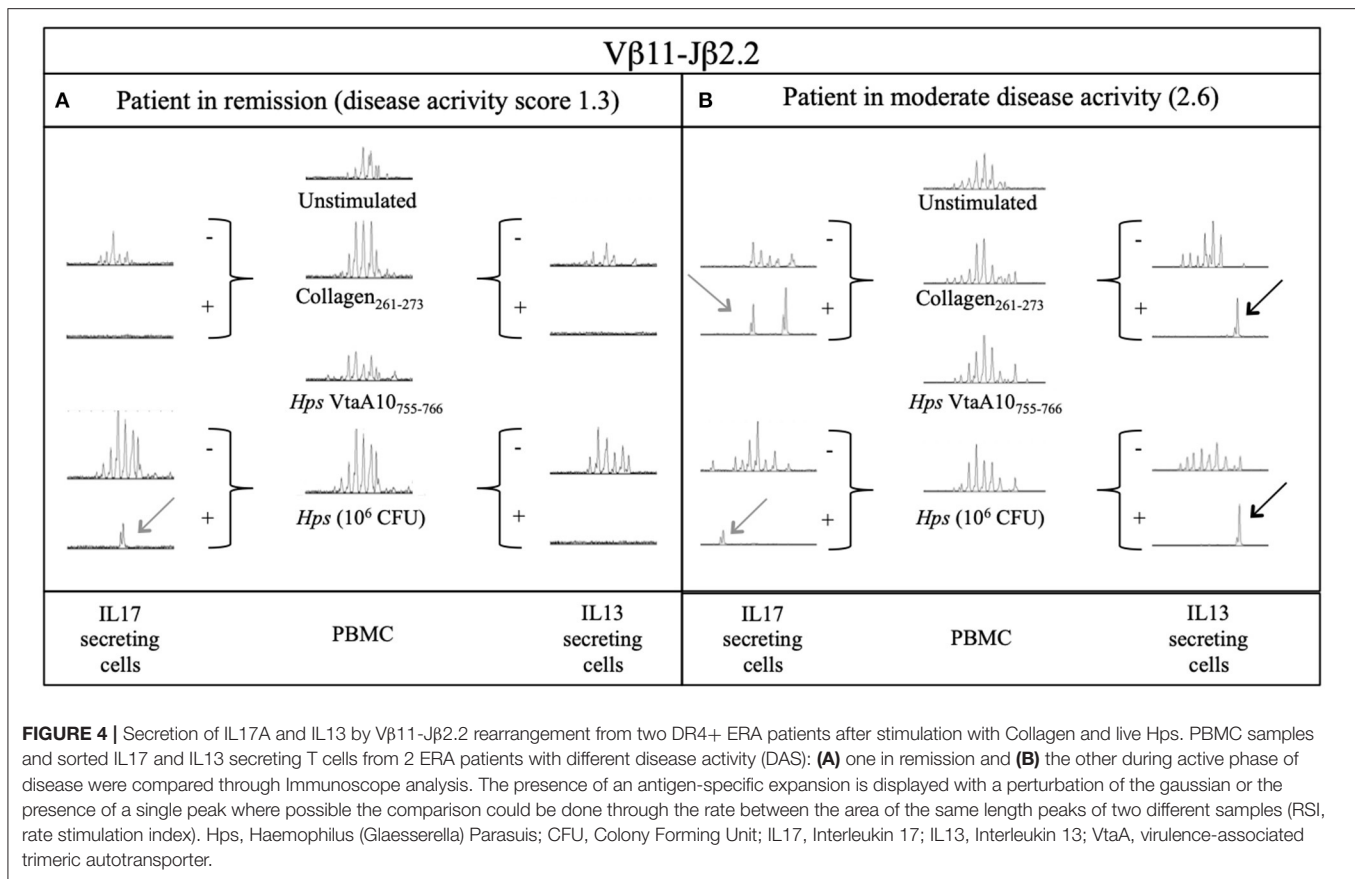 Vβ11-Jβ2.2
A Patient in remission (disease acrivity score 1.3)
Unstimulated
-
-
Collagen261-273
+
+
Hps VtaA10755-766
-
-
Hps (10⁶ CFU)
+
+
IL17
secreting
cells
PBMC
IL13
secreting
cells
B Patient in moderate disease acrivity (2.6)
Unstimulated
-
-
Collagen261-273
+
+
Hps VtaA10755-766
-
-
Hps (10⁶ CFU)
+
+
IL17
secreting
cells
PBMC
IL13
secreting
cells
FIGURE 4 | Secretion of IL17A and IL13 by Vβ11-Jβ2.2 rearrangement from two DR4+ ERA patients after stimulation with Collagen and live Hps. PBMC samples
and sorted IL17 and IL13 secreting T cells from 2 ERA patients with different disease activity (DAS): (A) one in remission and (B) the other during active phase of
disease were compared through Immunoscope analysis. The presence of an antigen-specific expansion is displayed with a perturbation of the gaussian or the
presence of a single peak where possible the comparison could be done through the rate between the area of the same length peaks of two different samples (RSI,
rate stimulation index). Hps, Haemophilus (Glaesserella) Parasuis; CFU, Colony Forming Unit; IL17, Interleukin 17; IL13, Interleukin 13; VtaA, virulence-associated
trimeric autotransporter.